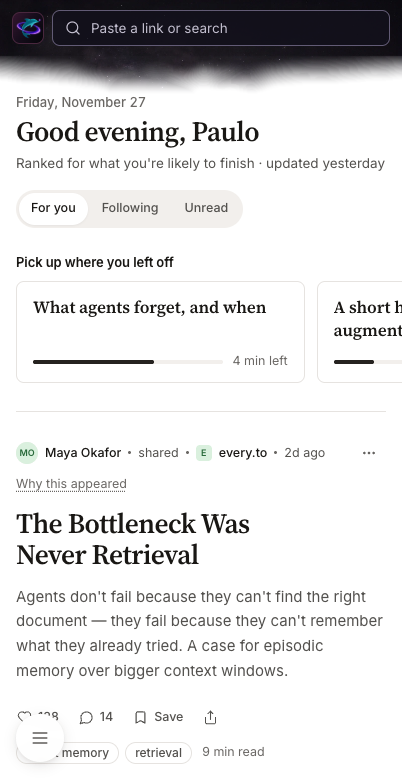 Paste a link or search
Friday, November 27
Good evening, Paulo
Ranked for what you're likely to finish · updated yesterday
For you Following Unread
Pick up where you left off
What agents forget, and when
4 min left
A short h
augment
MO Maya Okafor • shared • E every.to • 2d ago ···
Why this appeared
The Bottleneck Was
Never Retrieval
Agents don't fail because they can't find the right
document — they fail because they can't remember
what they already tried. A case for episodic
memory over bigger context windows.
14 Save
memory retrieval 9 min read